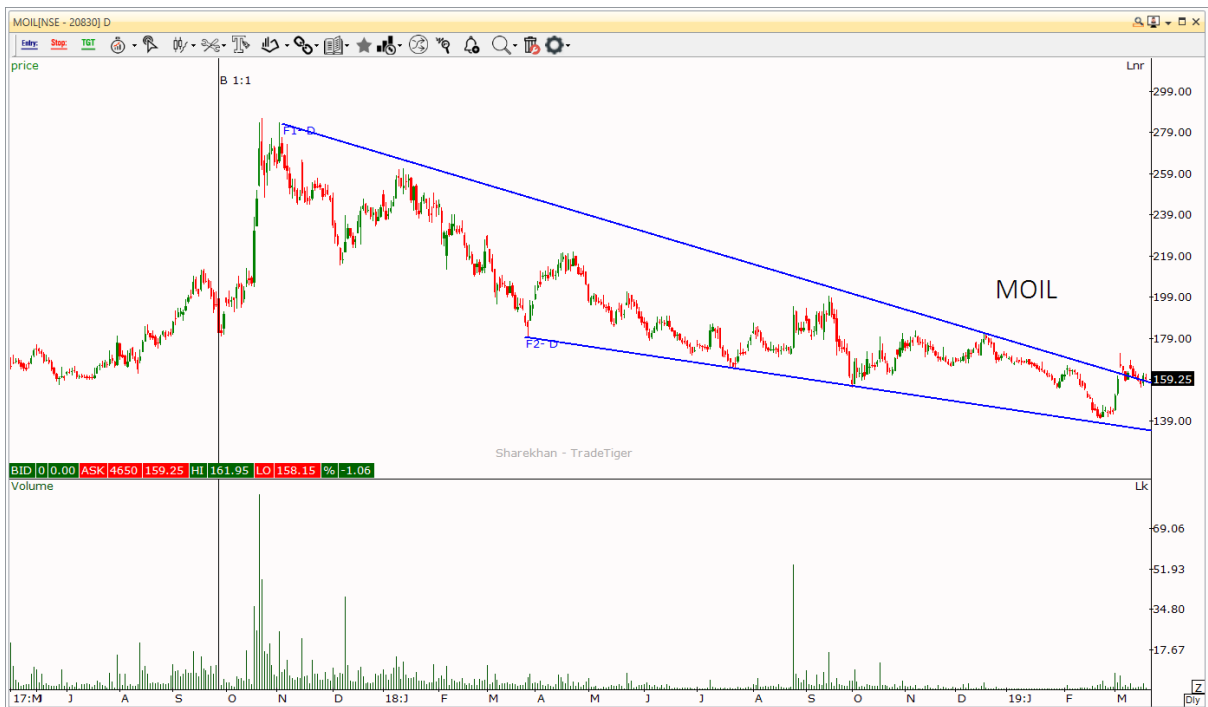 MOIL[NSE - 20830] D
Entry: Stop: TGT
price
Lnr
B 1:1
299.00
F1- D
279.00
259.00
239.00
219.00
MOIL
199.00
F2- D
179.00
159.25
139.00
Sharekhan - TradeTiger
BID 0 0.00 ASK 4650 159.25 HI 161.95 LO 158.15 % -1.06
Volume
Lk
69.06
51.93
34.80
17.67
17:M J J A S O N D 18:J F M A M J J A S O N D 19:J F M
Z
Dly